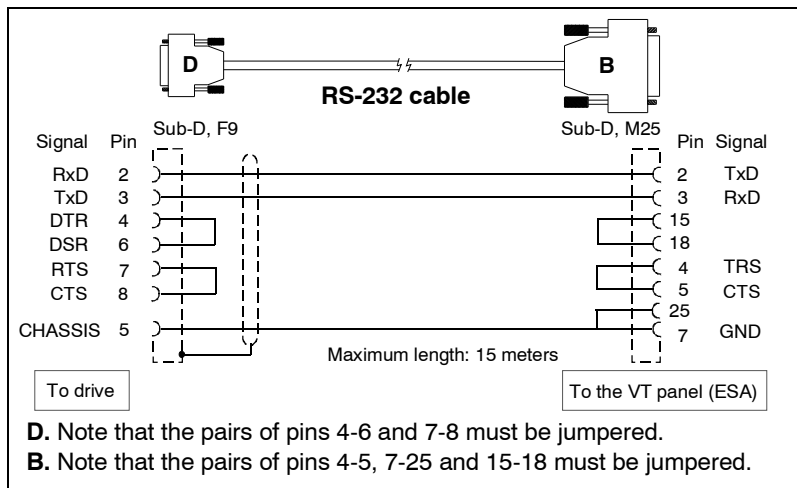 D B
RS-232 cable
Sub-D, F9 Sub-D, M25
Signal Pin Pin Signal
RxD 2 2 TxD
TxD 3 3 RxD
DTR 4 15
DSR 6 18
RTS 7 4 TRS
CTS 8 5 CTS
25
CHASSIS 5 7 GND
Maximum length: 15 meters
To drive To the VT panel (ESA)
D. Note that the pairs of pins 4-6 and 7-8 must be jumpered.
B. Note that the pairs of pins 4-5, 7-25 and 15-18 must be jumpered.